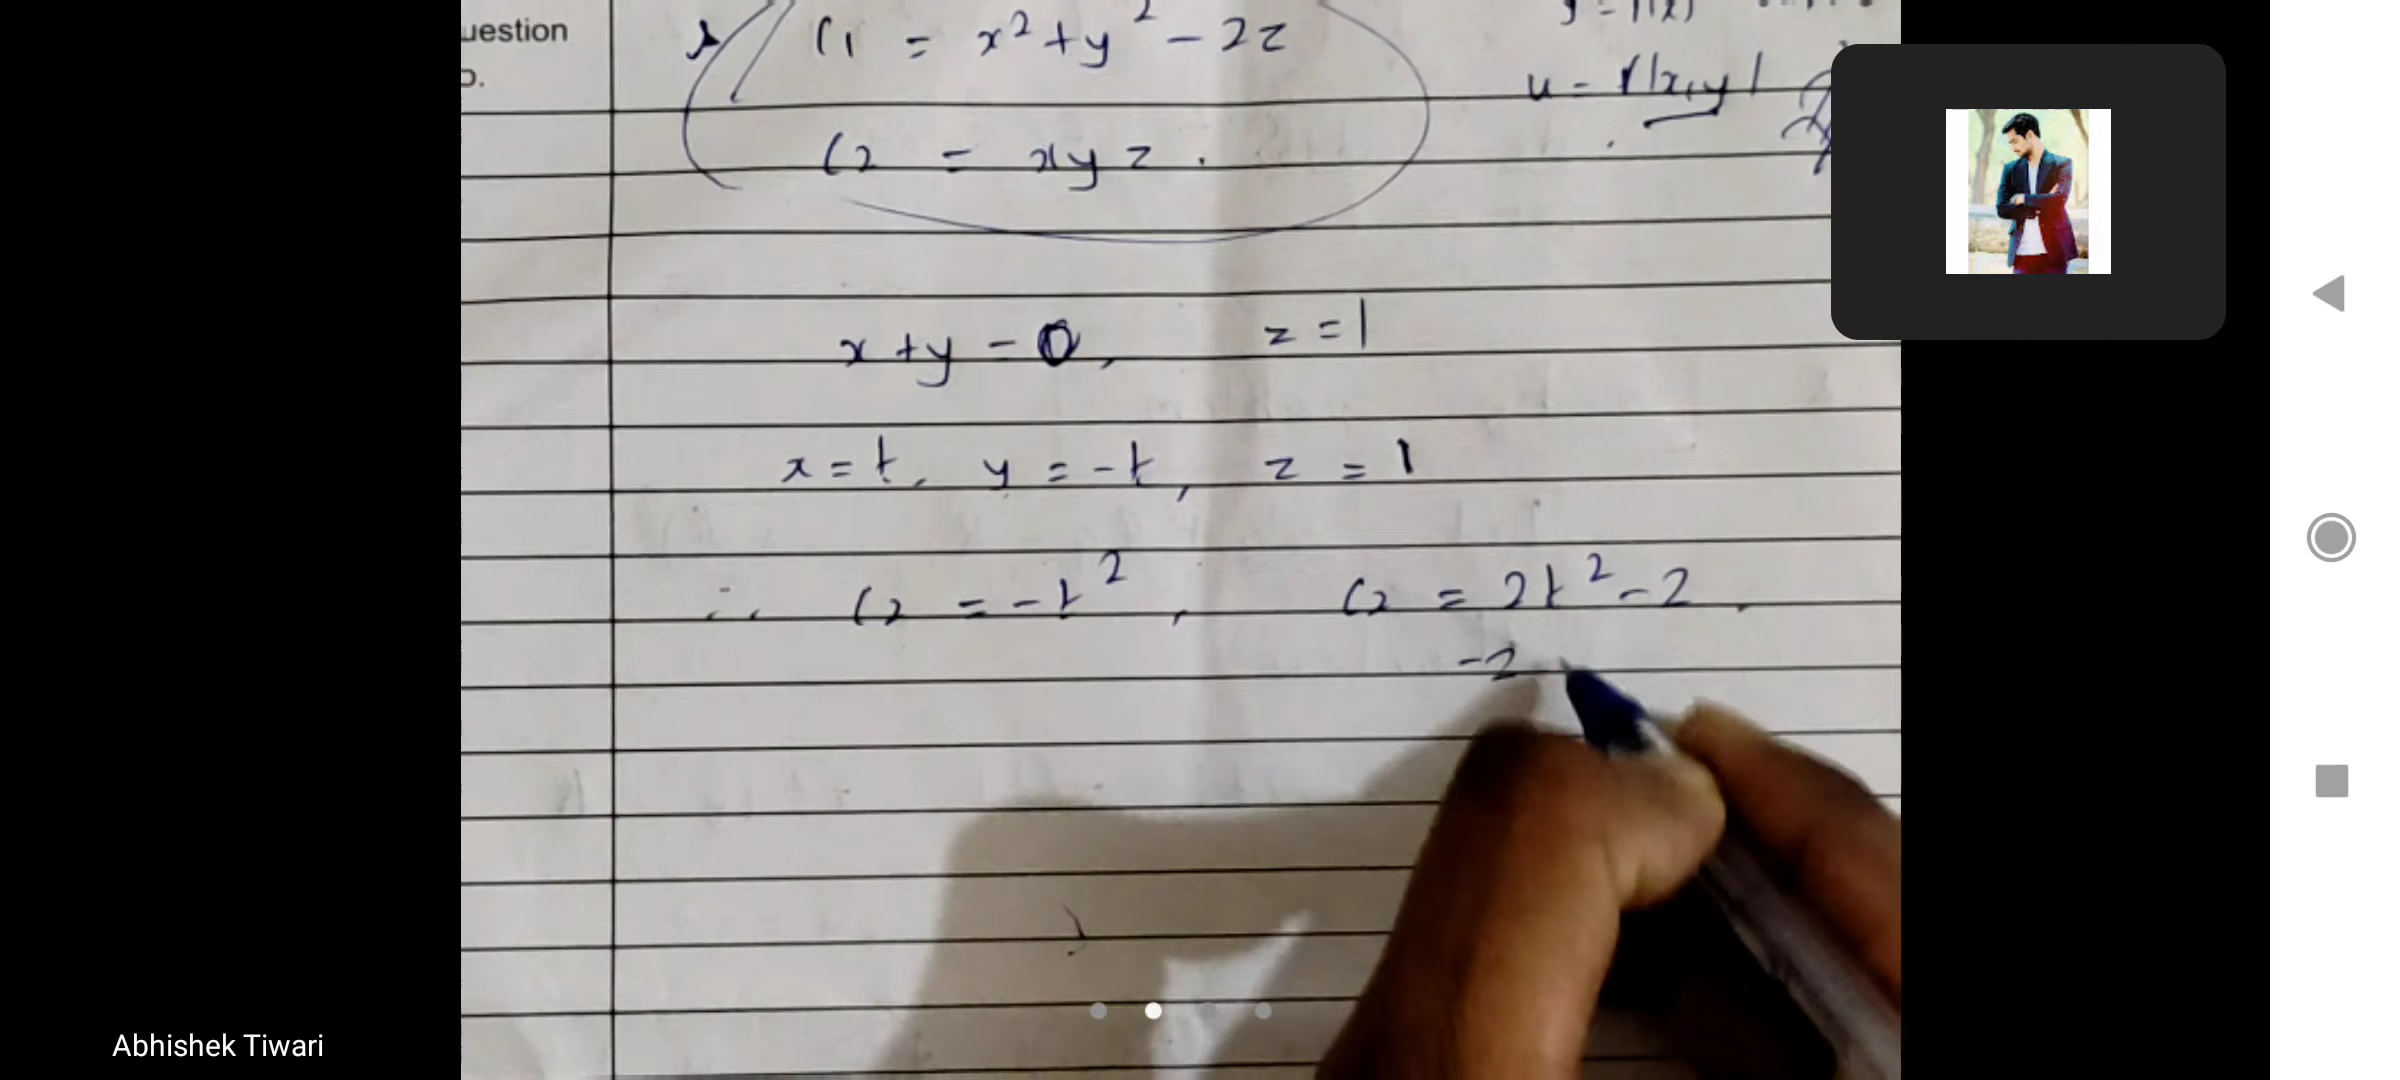 uestion
o.
C1 = x² + y² - 2z
u = f(x,y)
C2 = xyz.
x + y = 0, z = 1
x = t, y = -t, z = 1
∴ C2 = -t², C2 = 2t² - 2.
-2
Abhishek Tiwari